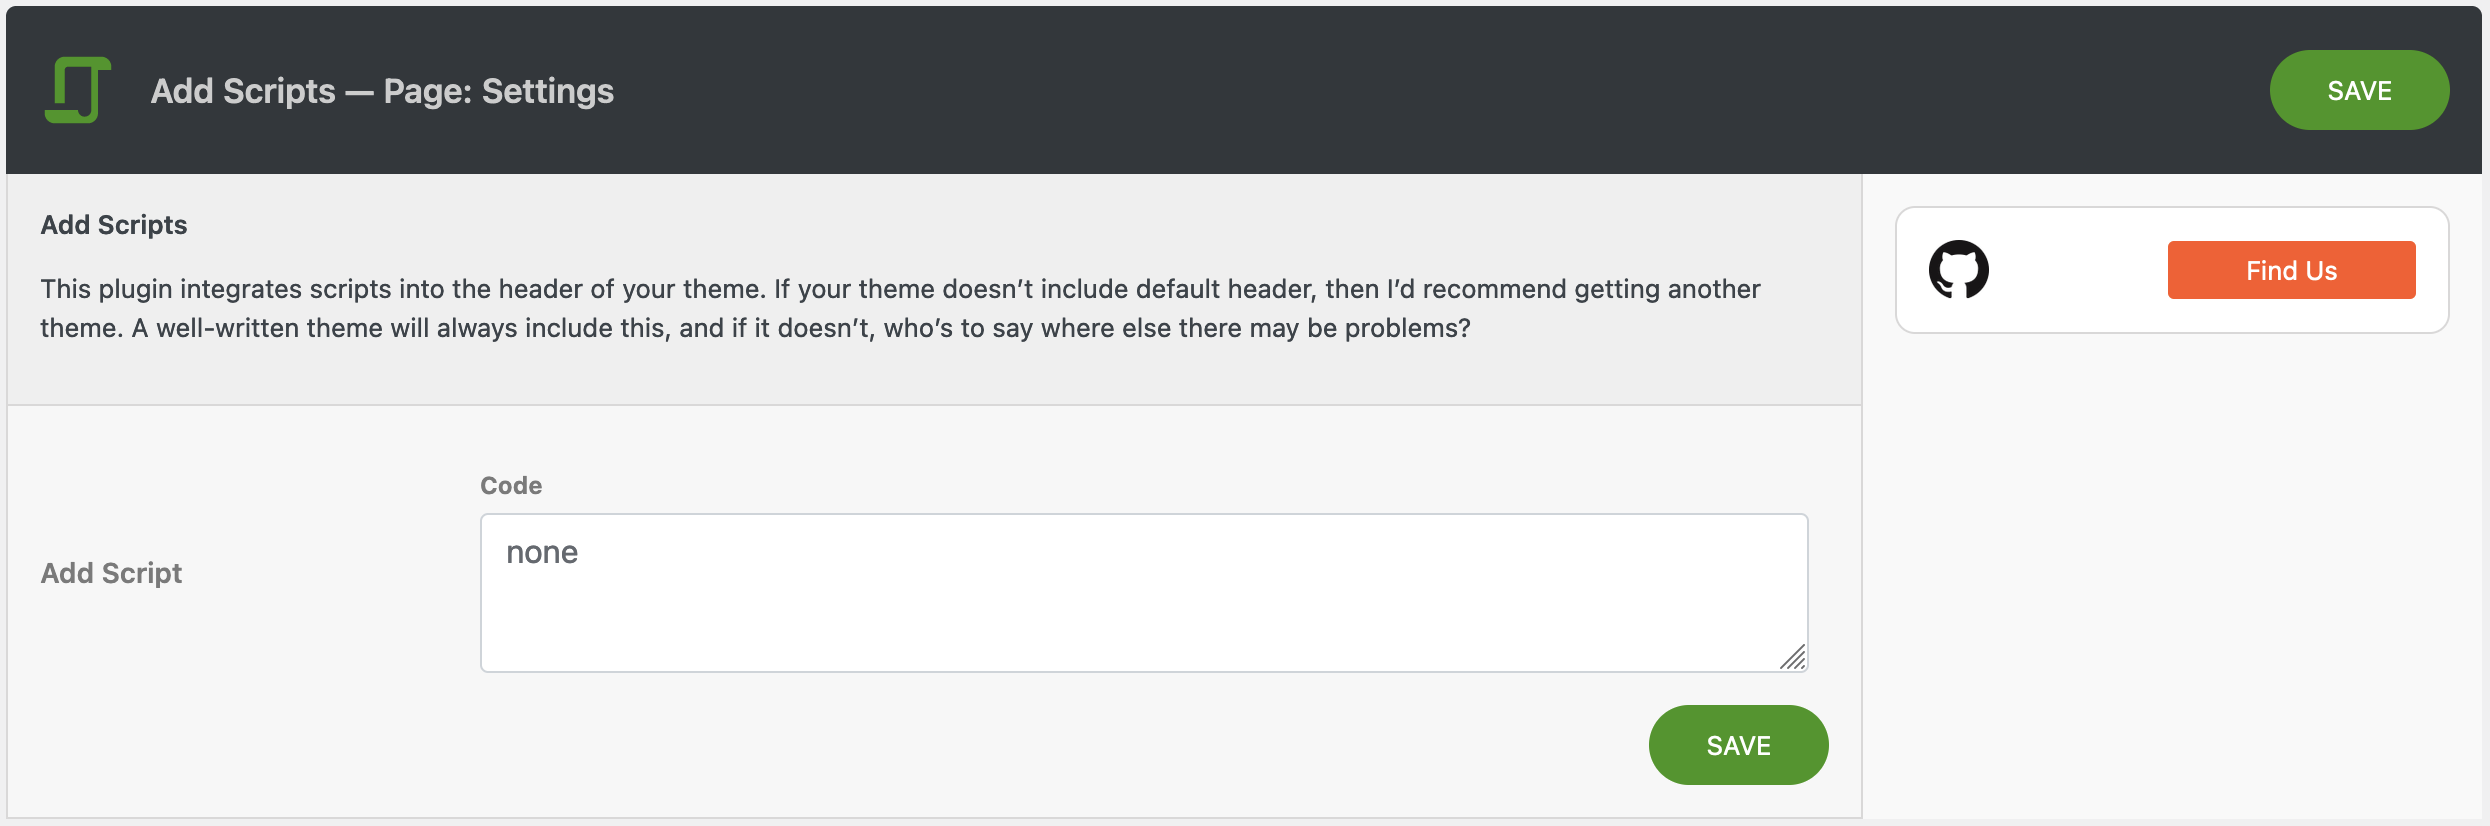 Add Scripts — Page: Settings
SAVE
Add Scripts
This plugin integrates scripts into the header of your theme. If your theme doesn’t include default header, then I’d recommend getting another
theme. A well-written theme will always include this, and if it doesn’t, who’s to say where else there may be problems?
Find Us
Code
Add Script
none
SAVE